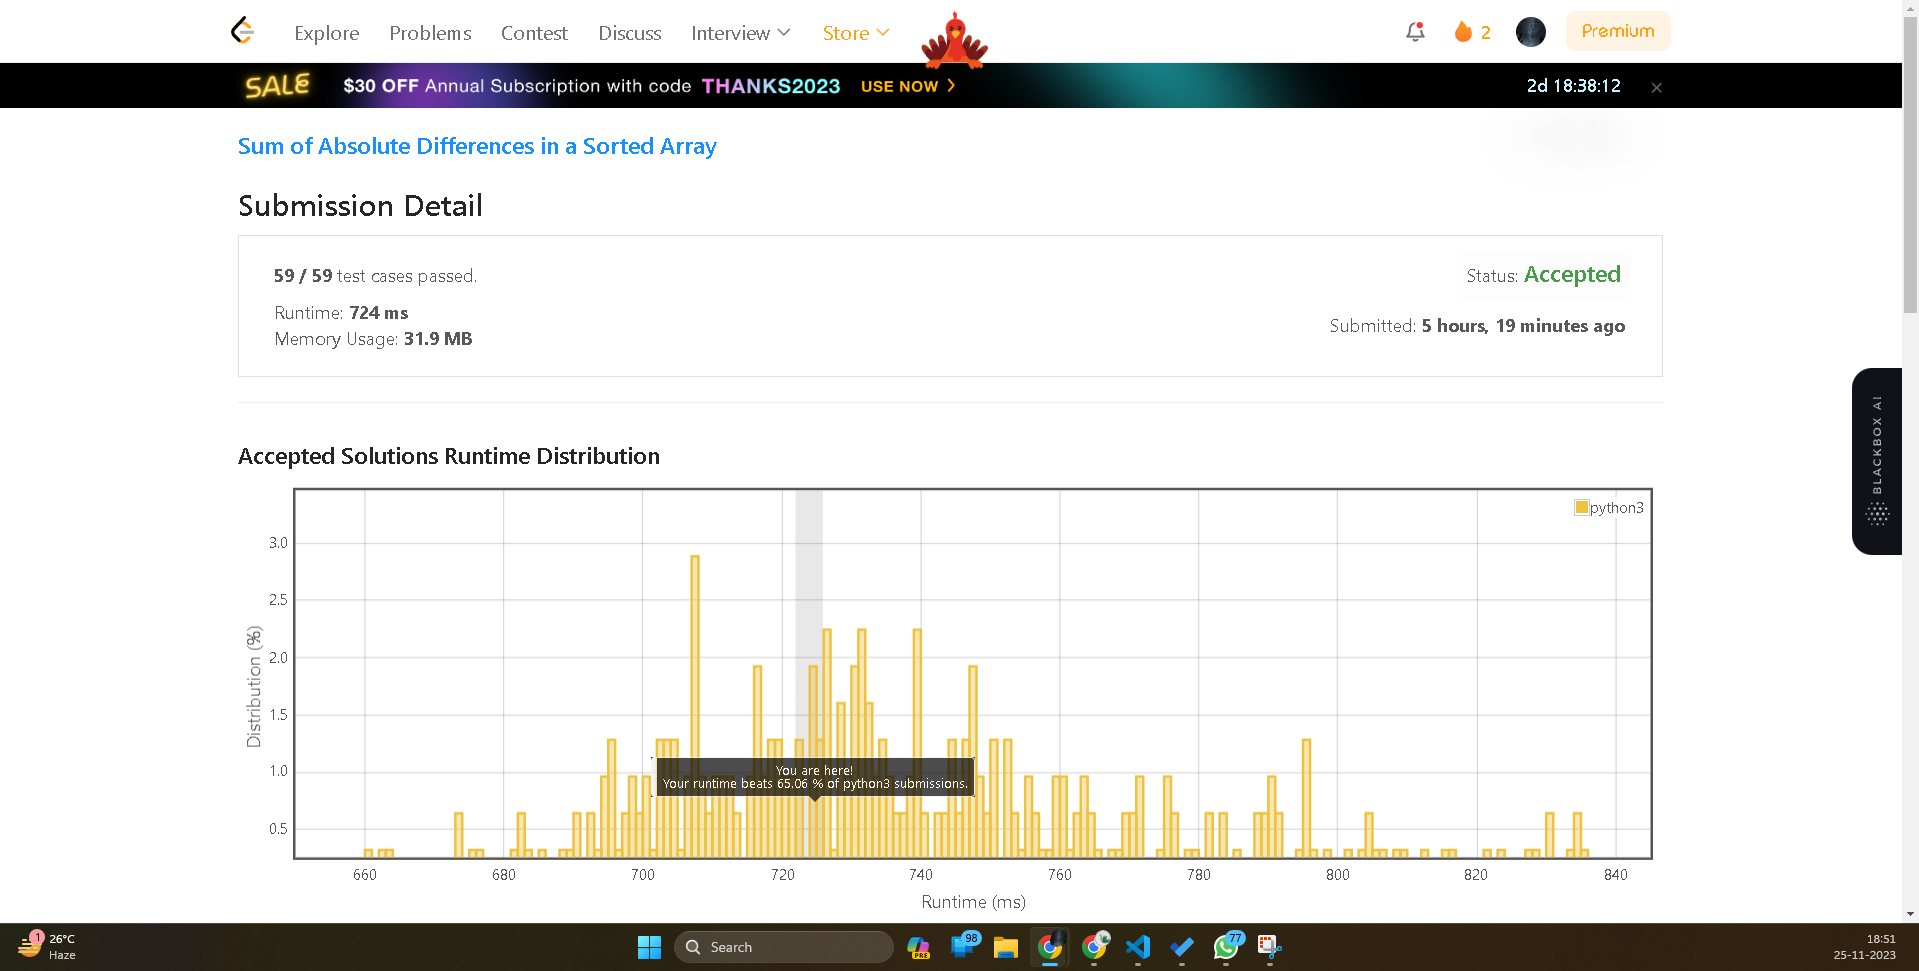 Explore Problems Contest Discuss Interview Store 2 Premium
SALE $30 OFF Annual Subscription with code THANKS2023 USE NOW 2d 18:38:12
Sum of Absolute Differences in a Sorted Array
Submission Detail
59 / 59 test cases passed.
Status: Accepted
Runtime: 724 ms
Submitted: 5 hours, 19 minutes ago
Memory Usage: 31.9 MB
BLACKBOX AI
Accepted Solutions Runtime Distribution
python3
3.0
2.5
2.0
1.5
1.0
0.5
Distribution (%)
You are here!
Your runtime beats 65.06 % of python3 submissions.
660 680 700 720 740 760 780 800 820 840
Runtime (ms)
1
26°C
Haze
Search
PRE
98
77
18:51
25-11-2023